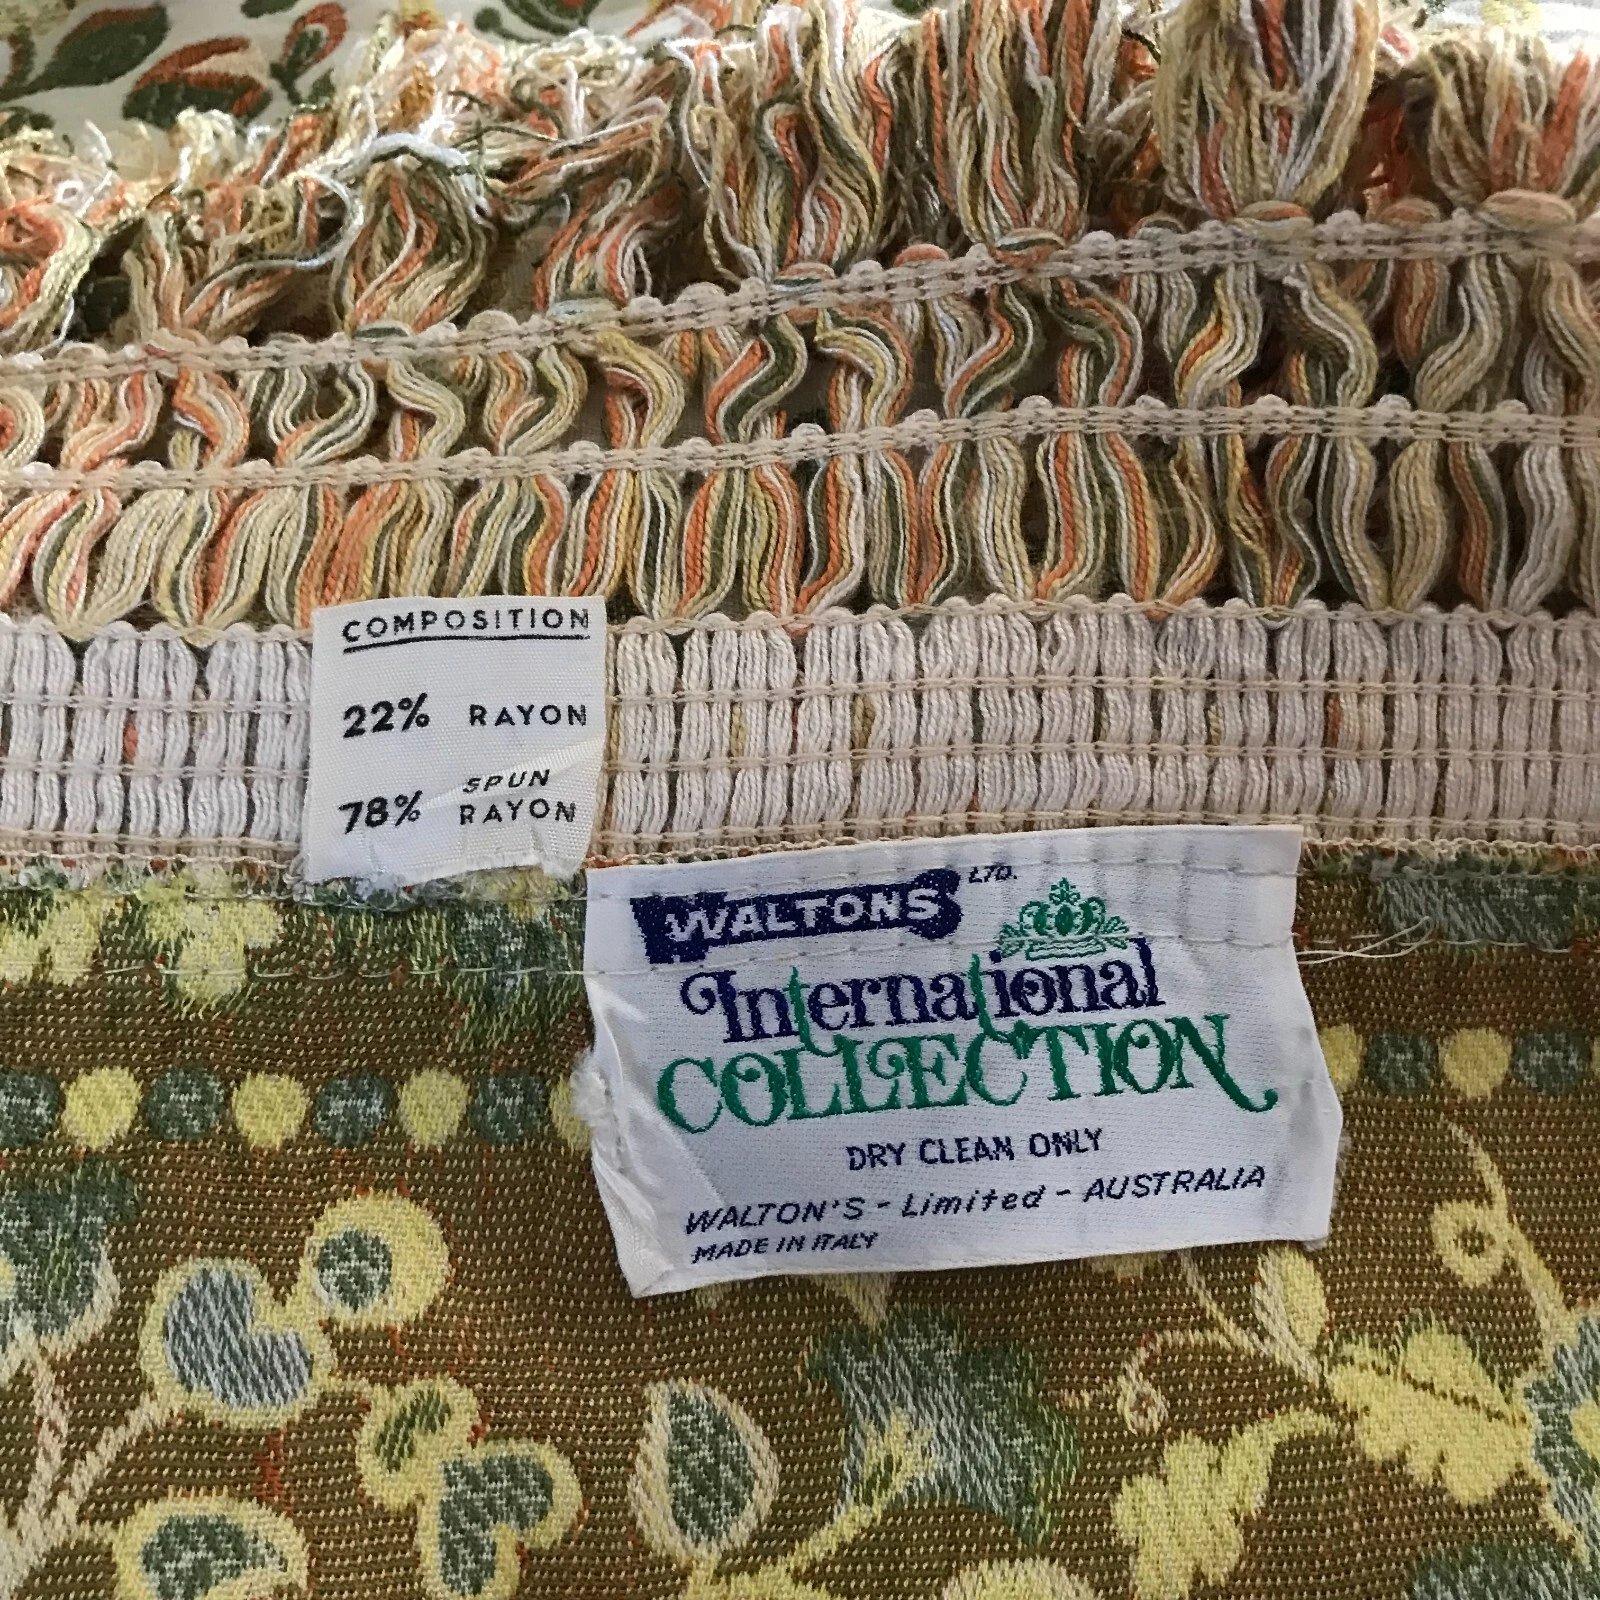 COMPOSITION
22% RAYON
78% SPUN RAYON
WALTONS LTD.
International
COLLECTION
DRY CLEAN ONLY
WALTON'S - Limited - AUSTRALIA
MADE IN ITALY